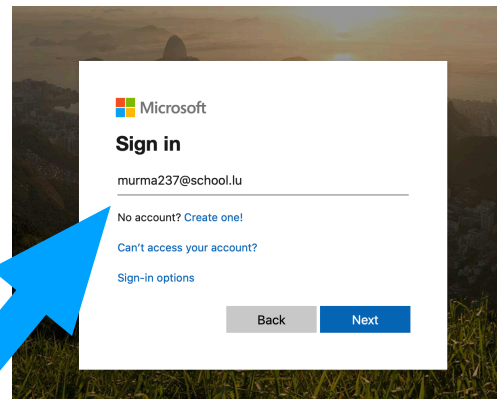 Microsoft
Sign in
murma237@school.lu
No account? Create one!
Can't access your account?
Sign-in options
Back Next